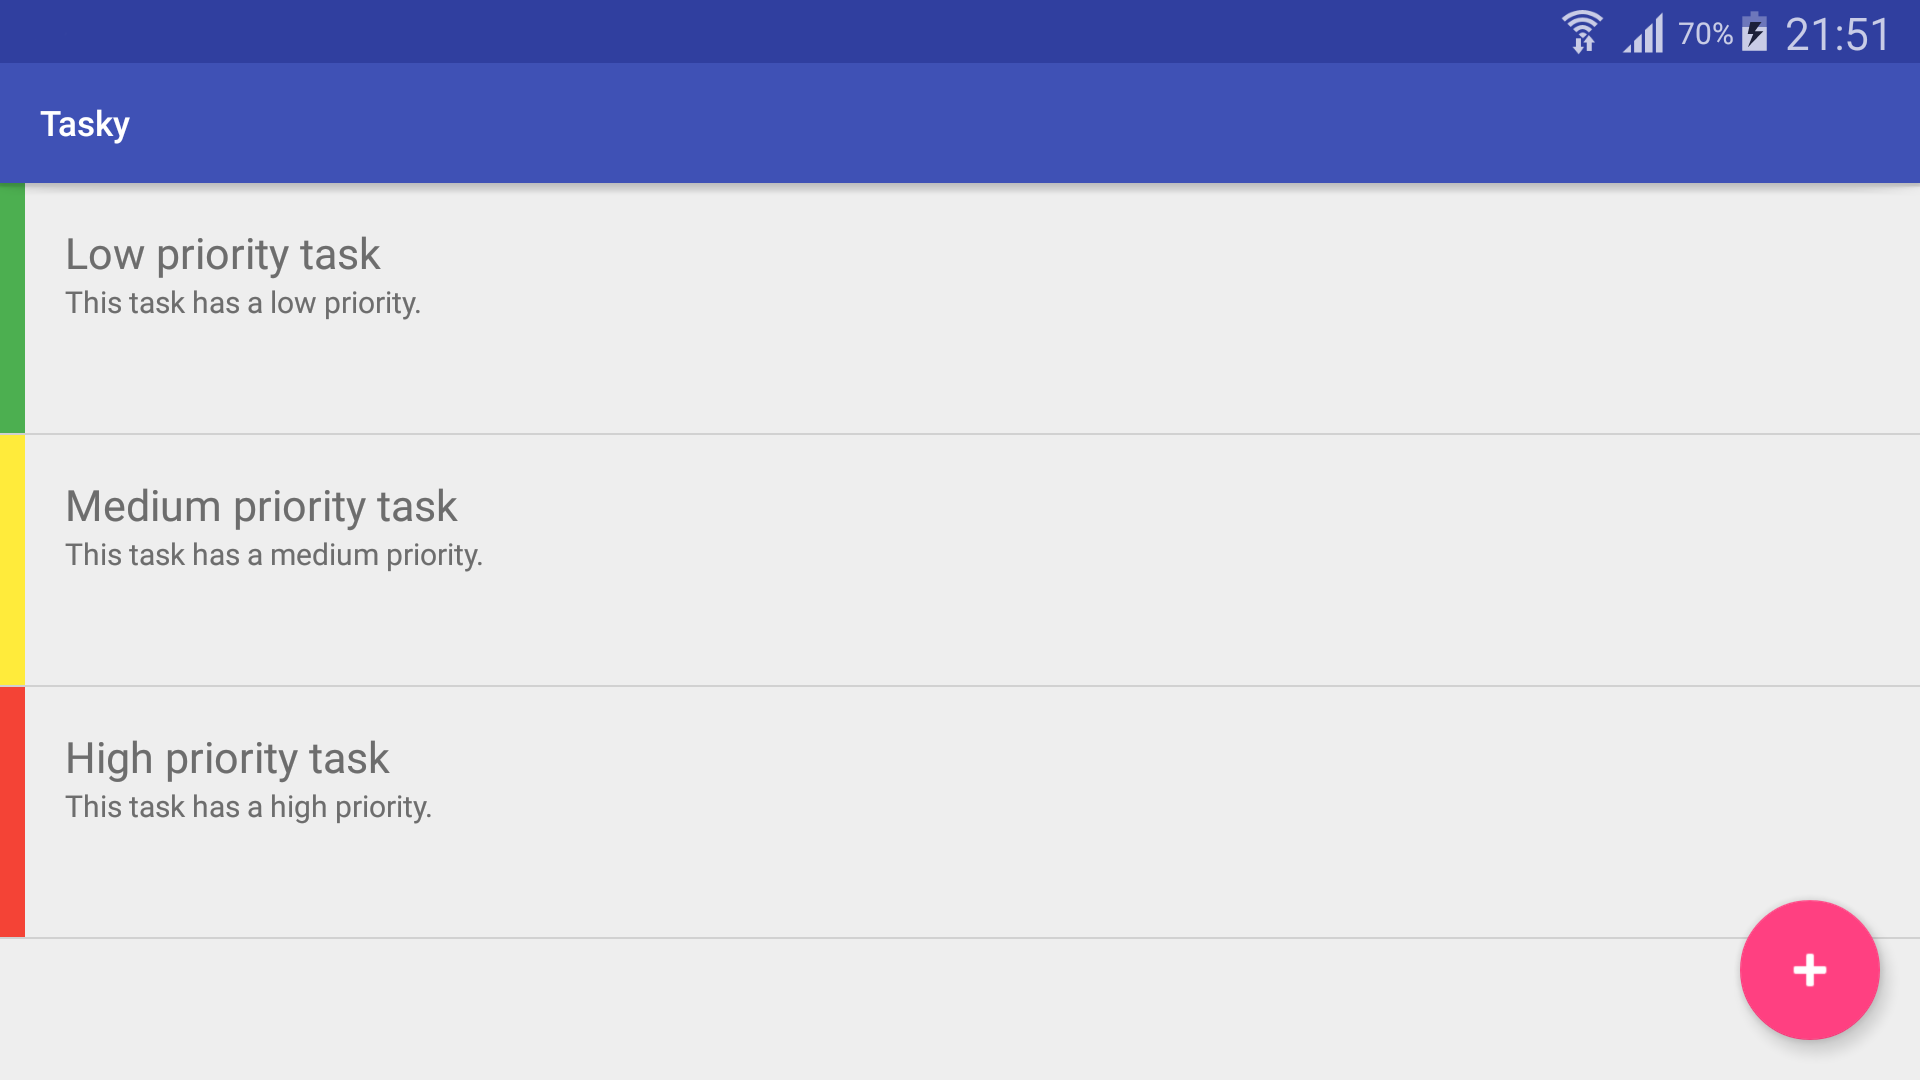 70% 21:51
Tasky
Low priority task
This task has a low priority.
Medium priority task
This task has a medium priority.
High priority task
This task has a high priority.